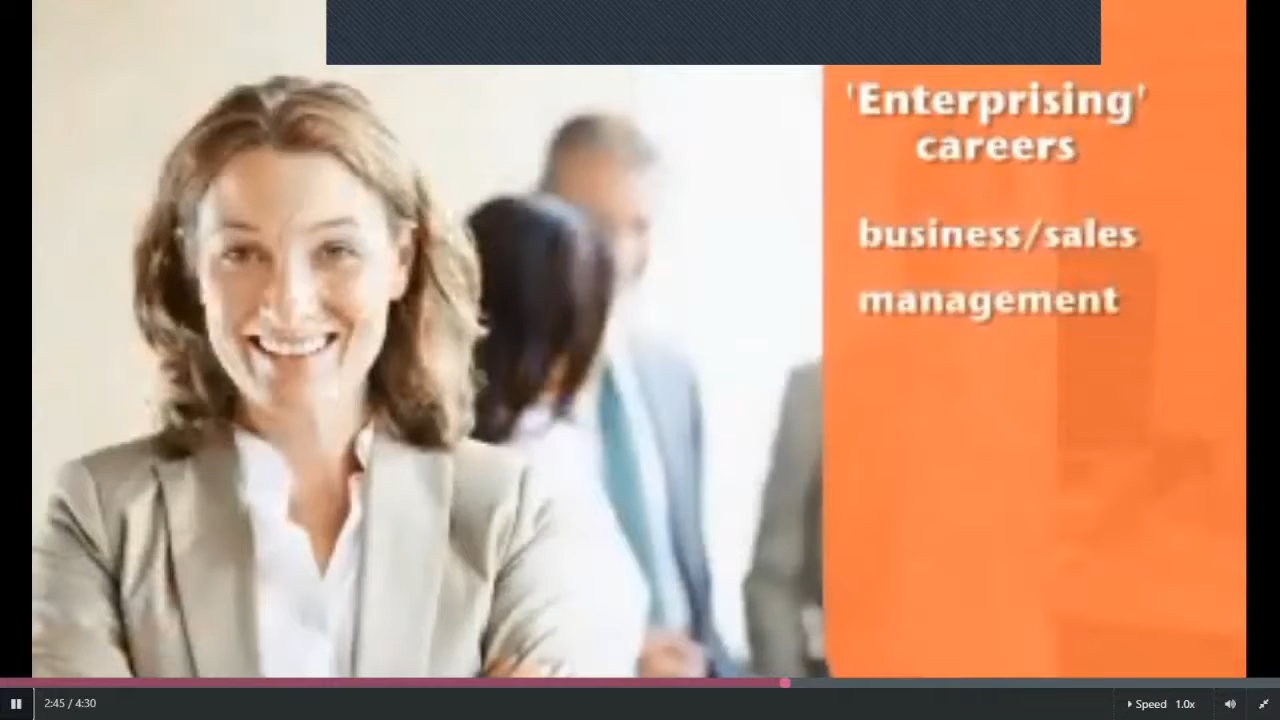 'Enterprising'
careers
business/sales
management
2:45 / 4:30
Speed 1.0x